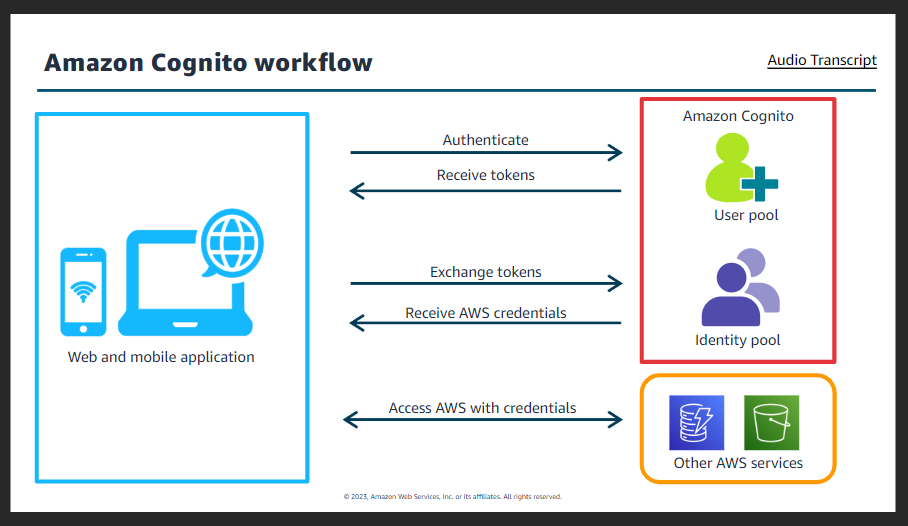 Amazon Cognito workflow
Audio Transcript
Amazon Cognito
Authenticate
Receive tokens
User pool
Exchange tokens
Receive AWS credentials
Identity pool
Web and mobile application
Access AWS with credentials
Other AWS services
© 2023, Amazon Web Services, Inc. or its affiliates. All rights reserved.